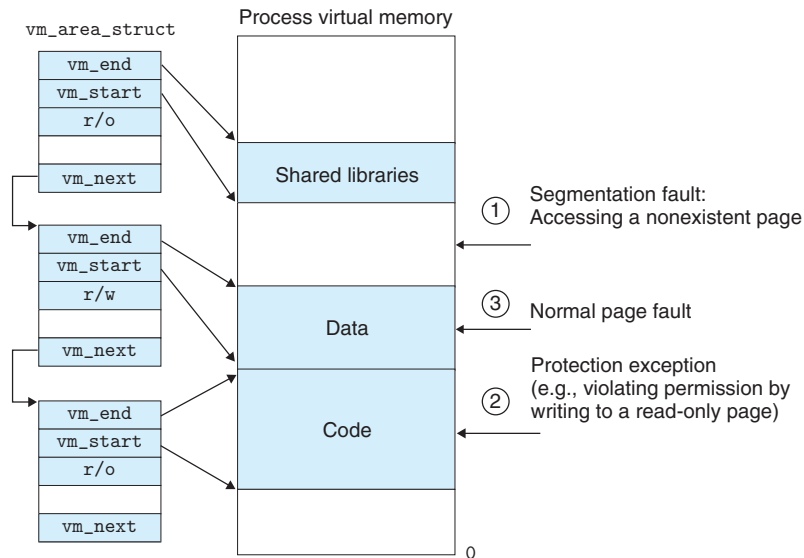 Process virtual memory
vm_area_struct
vm_end
vm_start
r/o
vm_next
vm_end
vm_start
r/w
vm_next
vm_end
vm_start
r/o
vm_next
Shared libraries
Data
Code
0
1
Segmentation fault:
Accessing a nonexistent page
3
Normal page fault
2
Protection exception
(e.g., violating permission by
writing to a read-only page)